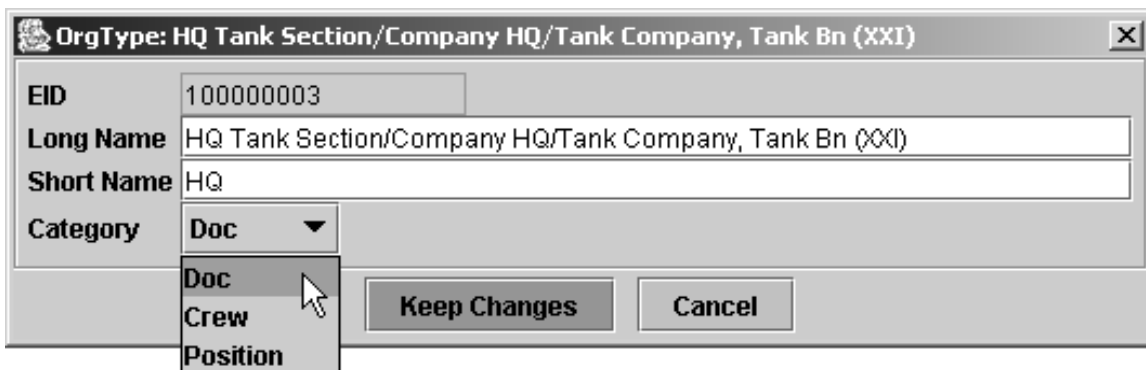 OrgType: HQ Tank Section/Company HQ/Tank Company, Tank Bn (XXI)
EID 100000003
Long Name HQ Tank Section/Company HQ/Tank Company, Tank Bn (XXI)
Short Name HQ
Category Doc
Doc
Crew
Position
Keep Changes Cancel